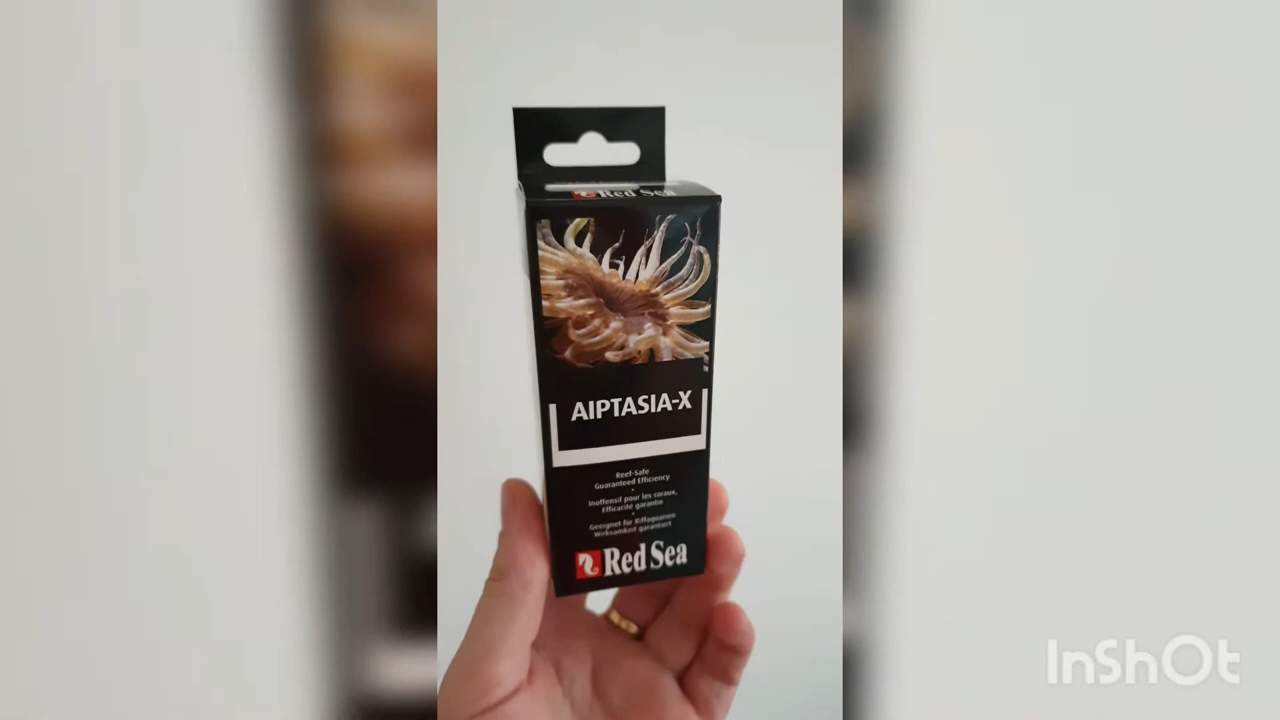 Red Sea
AIPTASIA-X
Reef-Safe
Guaranteed Efficiency
Inoffensif pour les coraux,
Efficacité garantie
Geeignet für Riffaquarien
Wirksamkeit garantiert
Red Sea
InShOt